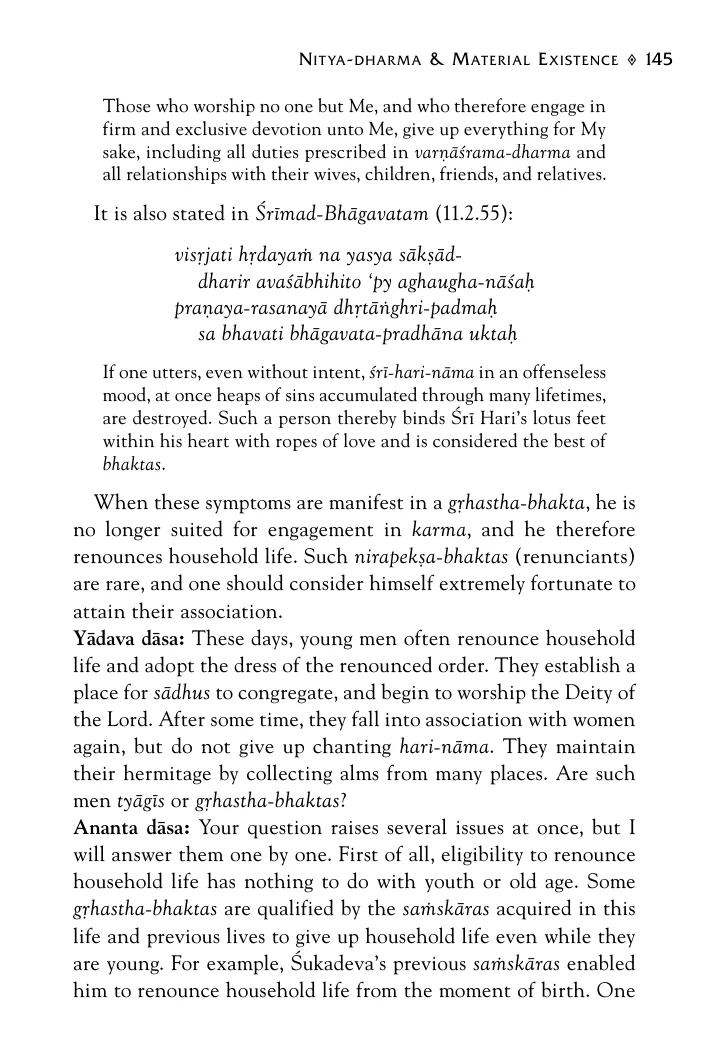 NITYA-DHARMA & MATERIAL EXISTENCE ◊ 145
Those who worship no one but Me, and who therefore engage in
firm and exclusive devotion unto Me, give up everything for My
sake, including all duties prescribed in varṇāśrama-dharma and
all relationships with their wives, children, friends, and relatives.
It is also stated in Śrīmad-Bhāgavatam (11.2.55):
visṛjati hṛdayaṁ na yasya sākṣād-
dharir avaśābhihito ‘py aghaugha-nāśaḥ
praṇaya-rasanayā dhṛtāṅghri-padmaḥ
sa bhavati bhāgavata-pradhāna uktaḥ
If one utters, even without intent, śrī-hari-nāma in an offenseless
mood, at once heaps of sins accumulated through many lifetimes,
are destroyed. Such a person thereby binds Śrī Hari’s lotus feet
within his heart with ropes of love and is considered the best of
bhaktas.
When these symptoms are manifest in a gṛhastha-bhakta, he is
no longer suited for engagement in karma, and he therefore
renounces household life. Such nirapekṣa-bhaktas (renunciants)
are rare, and one should consider himself extremely fortunate to
attain their association.
Yādava dāsa: These days, young men often renounce household
life and adopt the dress of the renounced order. They establish a
place for sādhus to congregate, and begin to worship the Deity of
the Lord. After some time, they fall into association with women
again, but do not give up chanting hari-nāma. They maintain
their hermitage by collecting alms from many places. Are such
men tyāgīs or gṛhastha-bhaktas?
Ananta dāsa: Your question raises several issues at once, but I
will answer them one by one. First of all, eligibility to renounce
household life has nothing to do with youth or old age. Some
gṛhastha-bhaktas are qualified by the saṁskāras acquired in this
life and previous lives to give up household life even while they
are young. For example, Śukadeva’s previous saṁskāras enabled
him to renounce household life from the moment of birth. One